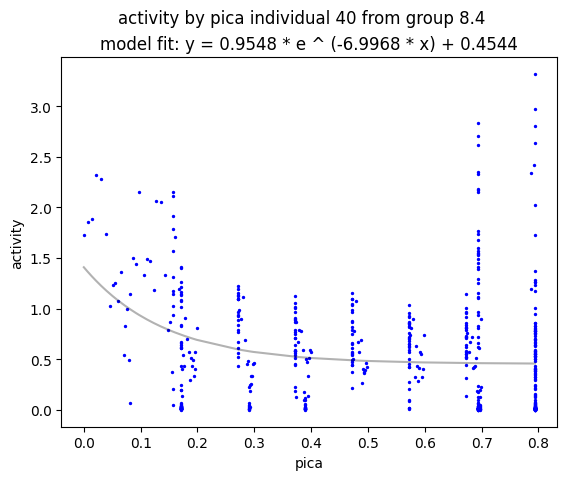 activity by pica individual 40 from group 8.4
model fit: y = 0.9548 * e ^ (-6.9968 * x) + 0.4544
3.0
2.5
2.0
1.5
1.0
0.5
0.0
activity
0.0 0.1 0.2 0.3 0.4 0.5 0.6 0.7 0.8
pica